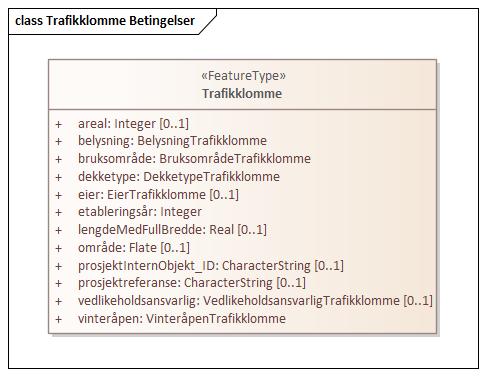 class Trafikklomme Betingelser
«FeatureType»
Trafikklomme
+ areal: Integer [0..1]
+ belysning: BelysningTrafikklomme
+ bruksområde: BruksområdeTrafikklomme
+ dekketype: DekketypeTrafikklomme
+ eier: EierTrafikklomme [0..1]
+ etableringsår: Integer
+ lengdeMedFullBredde: Real [0..1]
+ område: Flate [0..1]
+ prosjektInternObjekt_ID: CharacterString [0..1]
+ prosjektreferanse: CharacterString [0..1]
+ vedlikeholdsansvarlig: VedlikeholdsansvarligTrafikklomme [0..1]
+ vinteråpen: VinteråpenTrafikklomme